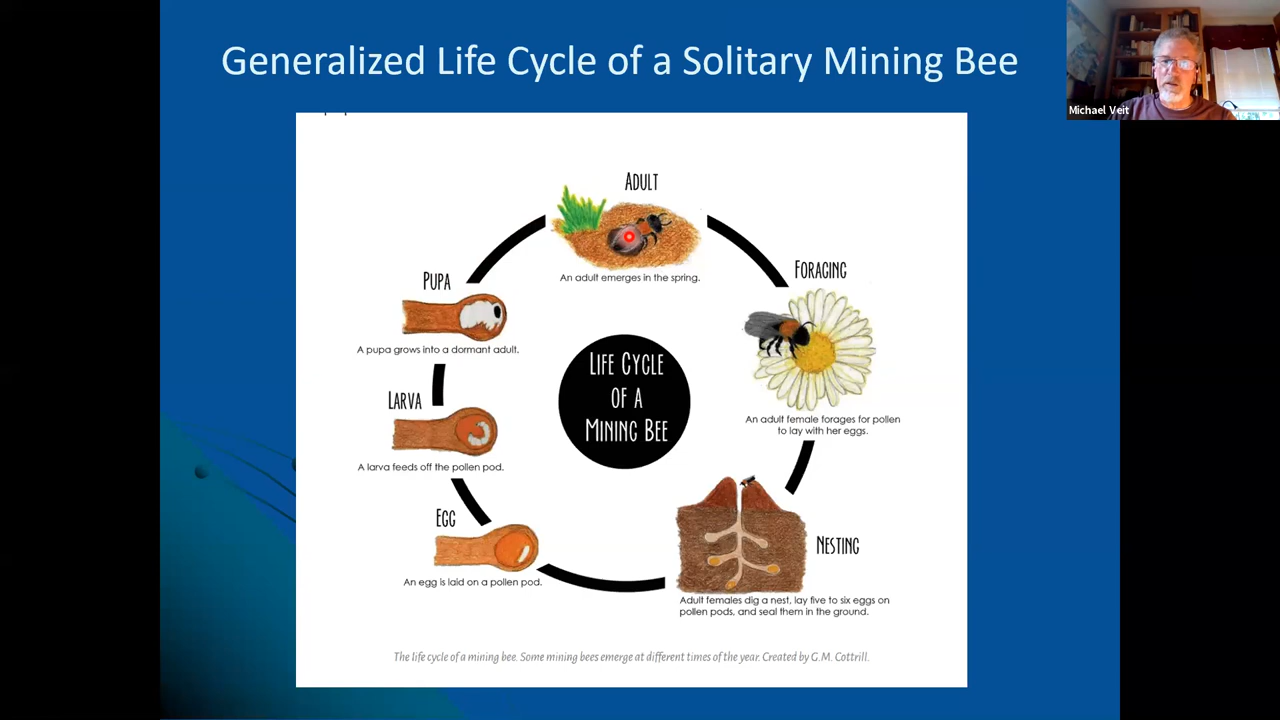 Generalized Life Cycle of a Solitary Mining Bee
Michael Veit
ADULT
An adult emerges in the spring.
FORAGING
An adult female forages for pollen
to lay with her eggs.
NESTING
Adult females dig a nest, lay five to six eggs on
pollen pods, and seal them in the ground.
EGG
An egg is laid on a pollen pod.
LARVA
A larva feeds off the pollen pod.
PUPA
A pupa grows into a dormant adult.
LIFE CYCLE
OF A
MINING BEE
The life cycle of a mining bee. Some mining bees emerge at different times of the year. Created by G.M. Cottrill.